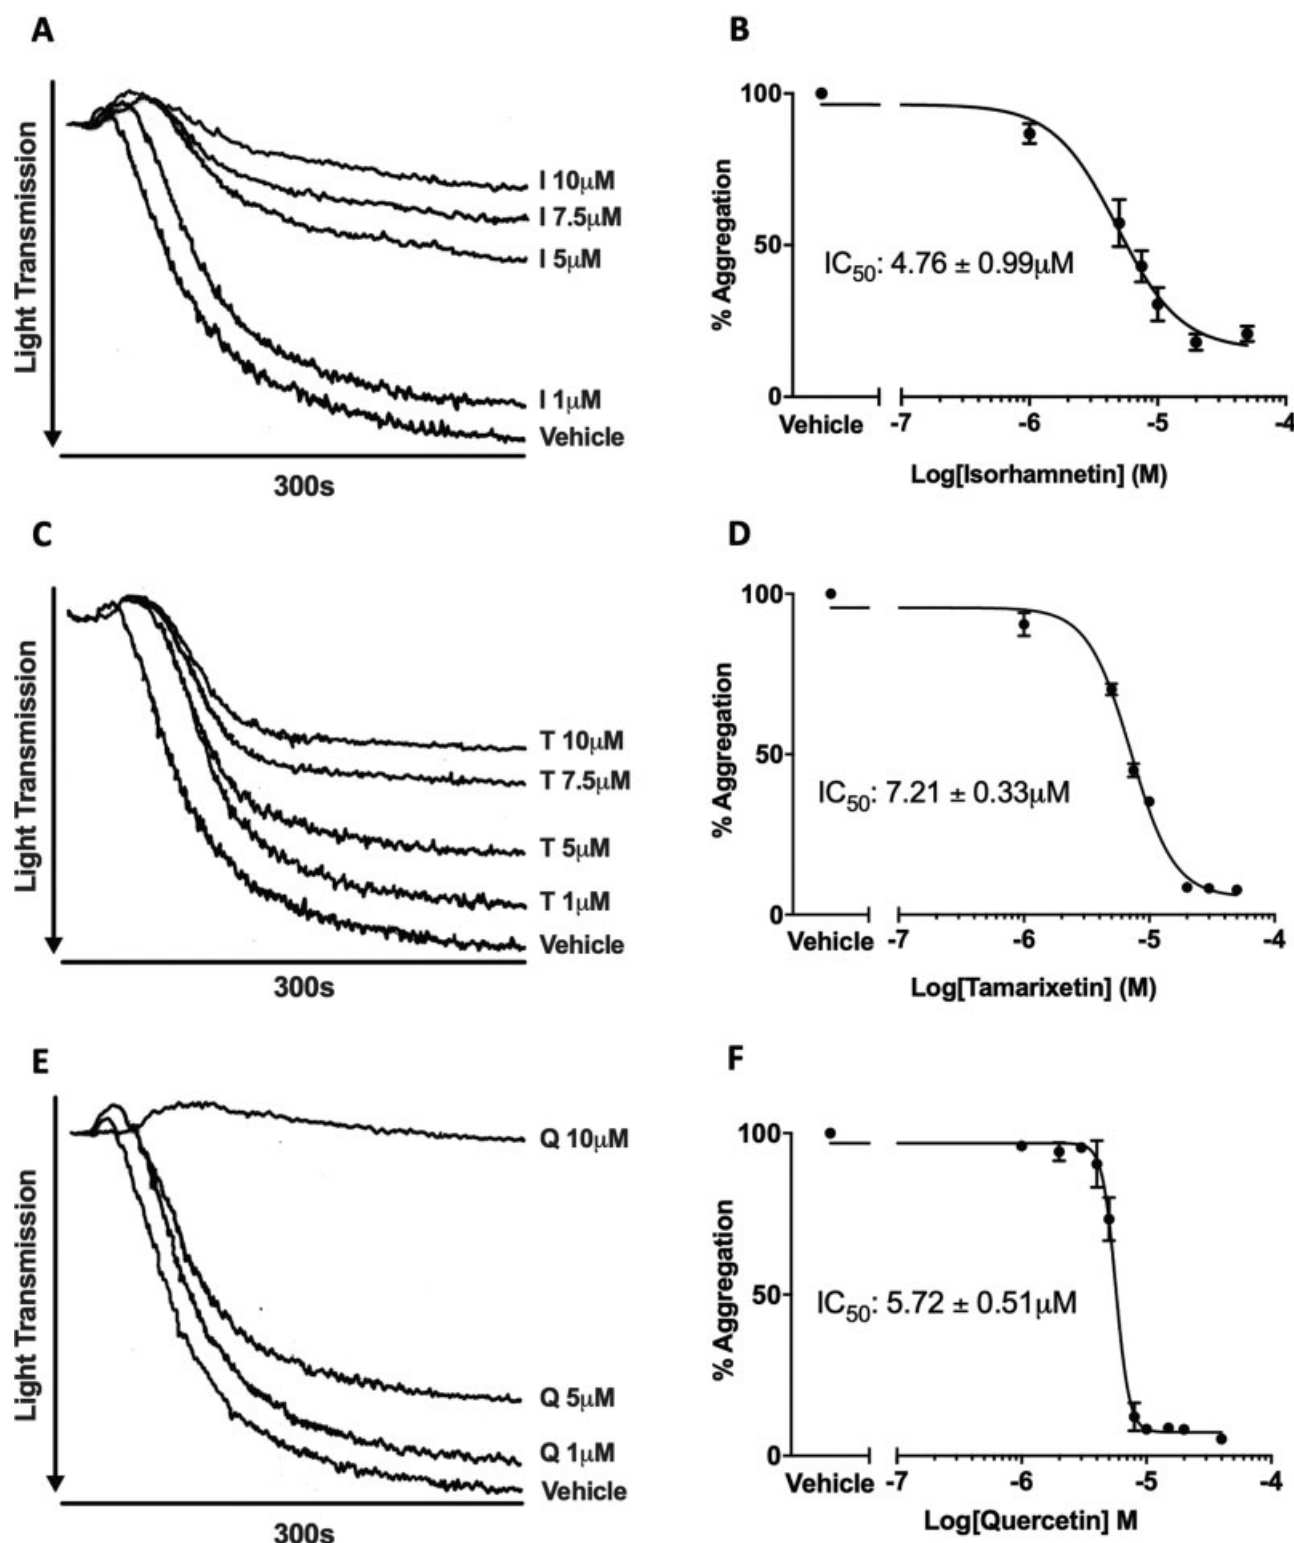 A
Light Transmission
I 10μM
I 7.5μM
I 5μM
I 1μM
Vehicle
300s
B
% Aggregation
100
50
0
IC50: 4.76 ± 0.99μM
Vehicle
-7
-6
-5
-4
Log[Isorhamnetin] (M)
C
Light Transmission
T 10μM
T 7.5μM
T 5μM
T 1μM
Vehicle
300s
D
% Aggregation
100
50
0
IC50: 7.21 ± 0.33μM
Vehicle
-7
-6
-5
-4
Log[Tamarixetin] (M)
E
Light Transmission
Q 10μM
Q 5μM
Q 1μM
Vehicle
300s
F
% Aggregation
100
50
0
IC50: 5.72 ± 0.51μM
Vehicle
-7
-6
-5
-4
Log[Quercetin] M